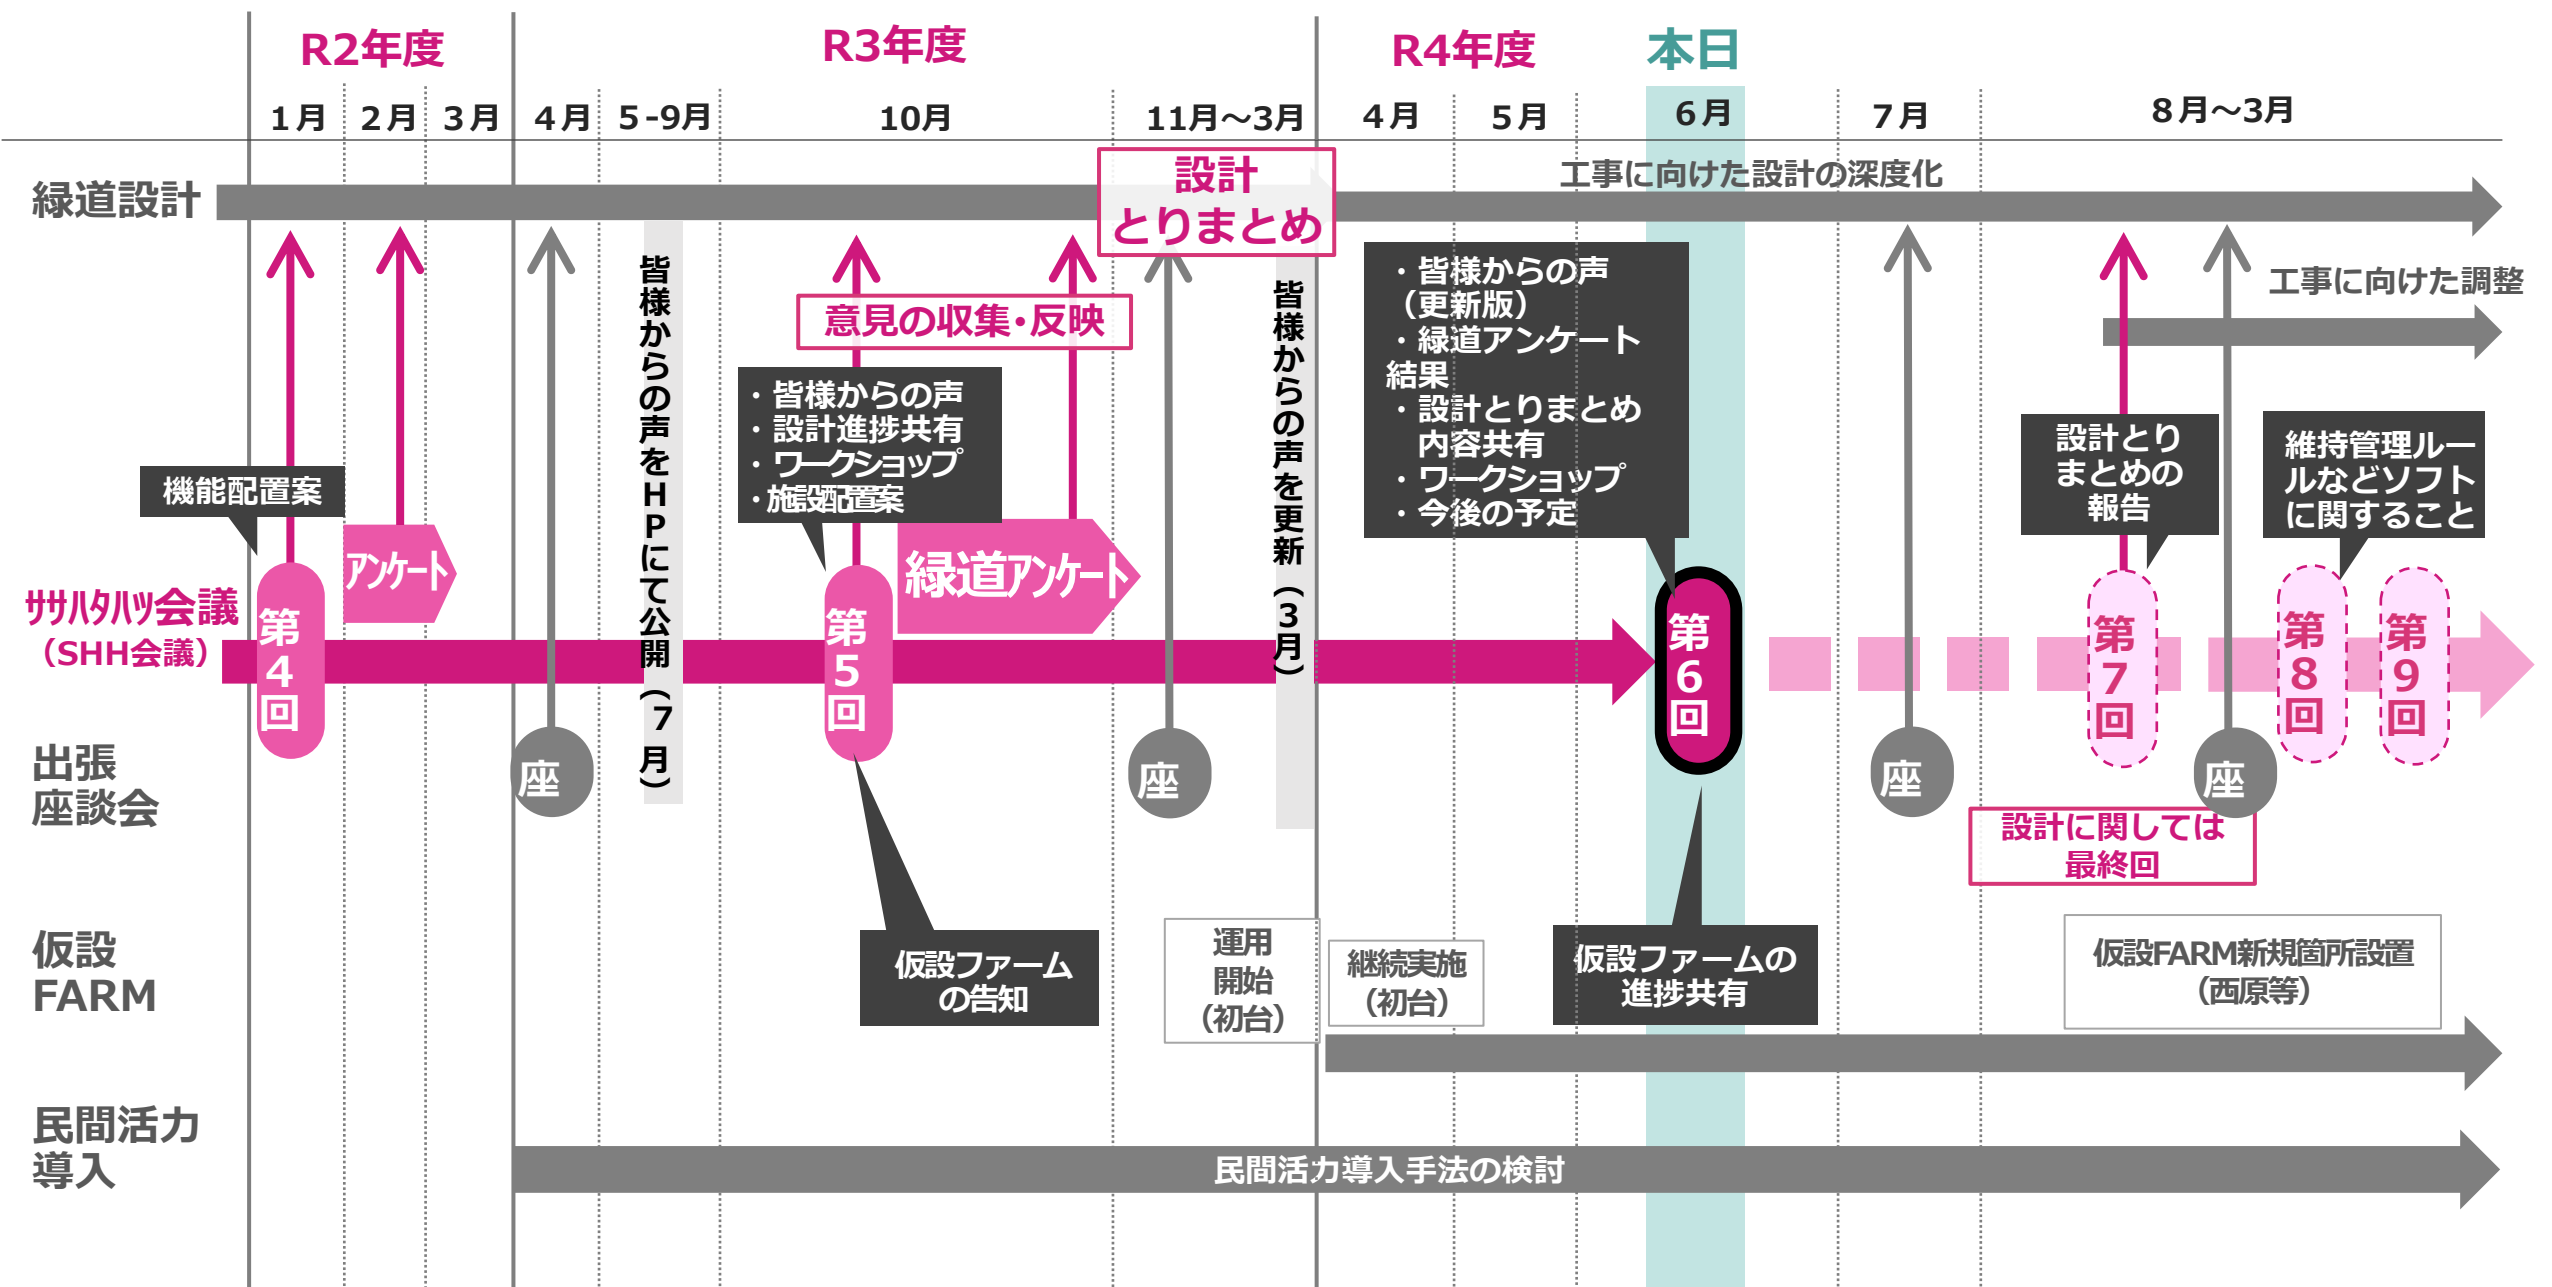 R2年度
R3年度
R4年度
本日
1月
2月
3月
4月
5-9月
10月
11月～3月
4月
5月
6月
7月
8月～3月
緑道設計
設計
とりまとめ
工事に向けた設計の深度化
工事に向けた調整
意見の収集・反映
皆様からの声をHPにて公開（7月）
皆様からの声を更新（3月）
・皆様からの声
・設計進捗共有
・ワークショップ
・施設配置案
・皆様からの声
（更新版）
・緑道アンケート
結果
・設計とりまとめ
内容共有
・ワークショップ
・今後の予定
設計とり
まとめの
報告
維持管理ルー
ルなどソフト
に関すること
機能配置案
アンケート
緑道アンケート
ササハタハツ会議
（SHH会議）
第4回
第5回
第6回
第7回
第8回
第9回
出張
座談会
座
座
座
座
設計に関しては
最終回
仮設
FARM
仮設ファーム
の告知
運用
開始
（初台）
継続実施
（初台）
仮設ファームの
進捗共有
仮設FARM新規箇所設置
（西原等）
民間活力
導入
民間活力導入手法の検討